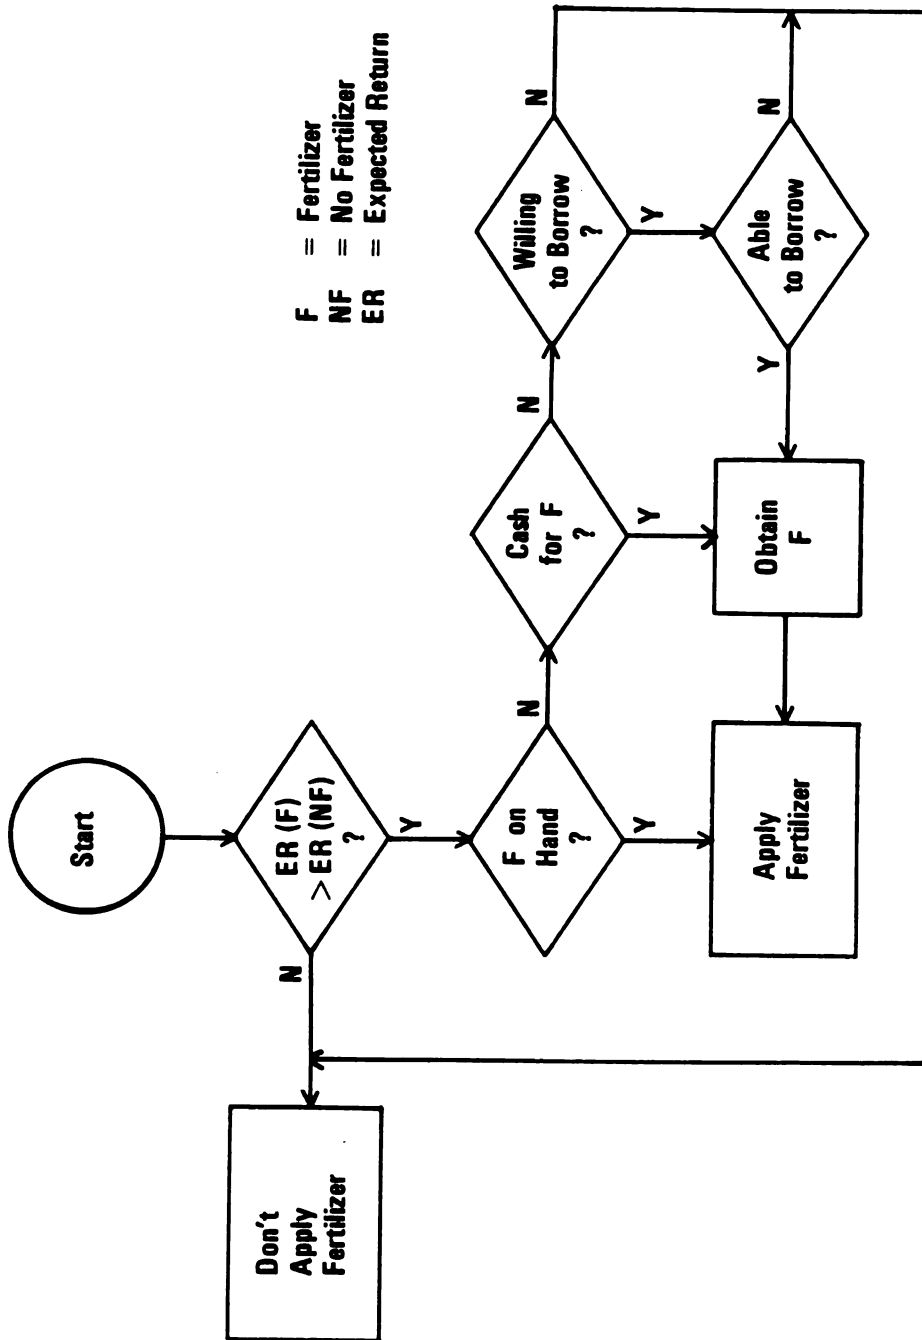 Start
F = Fertilizer
NF = No Fertilizer
ER = Expected Return
ER (F)
> ER (NF)
?
N
Y
Don't
Apply
Fertilizer
F on
Hand
?
N
Y
Cash
for F
?
N
Y
Willing
to Borrow
?
N
Y
Apply
Fertilizer
Obtain
F
Y
Able
to Borrow
?
N